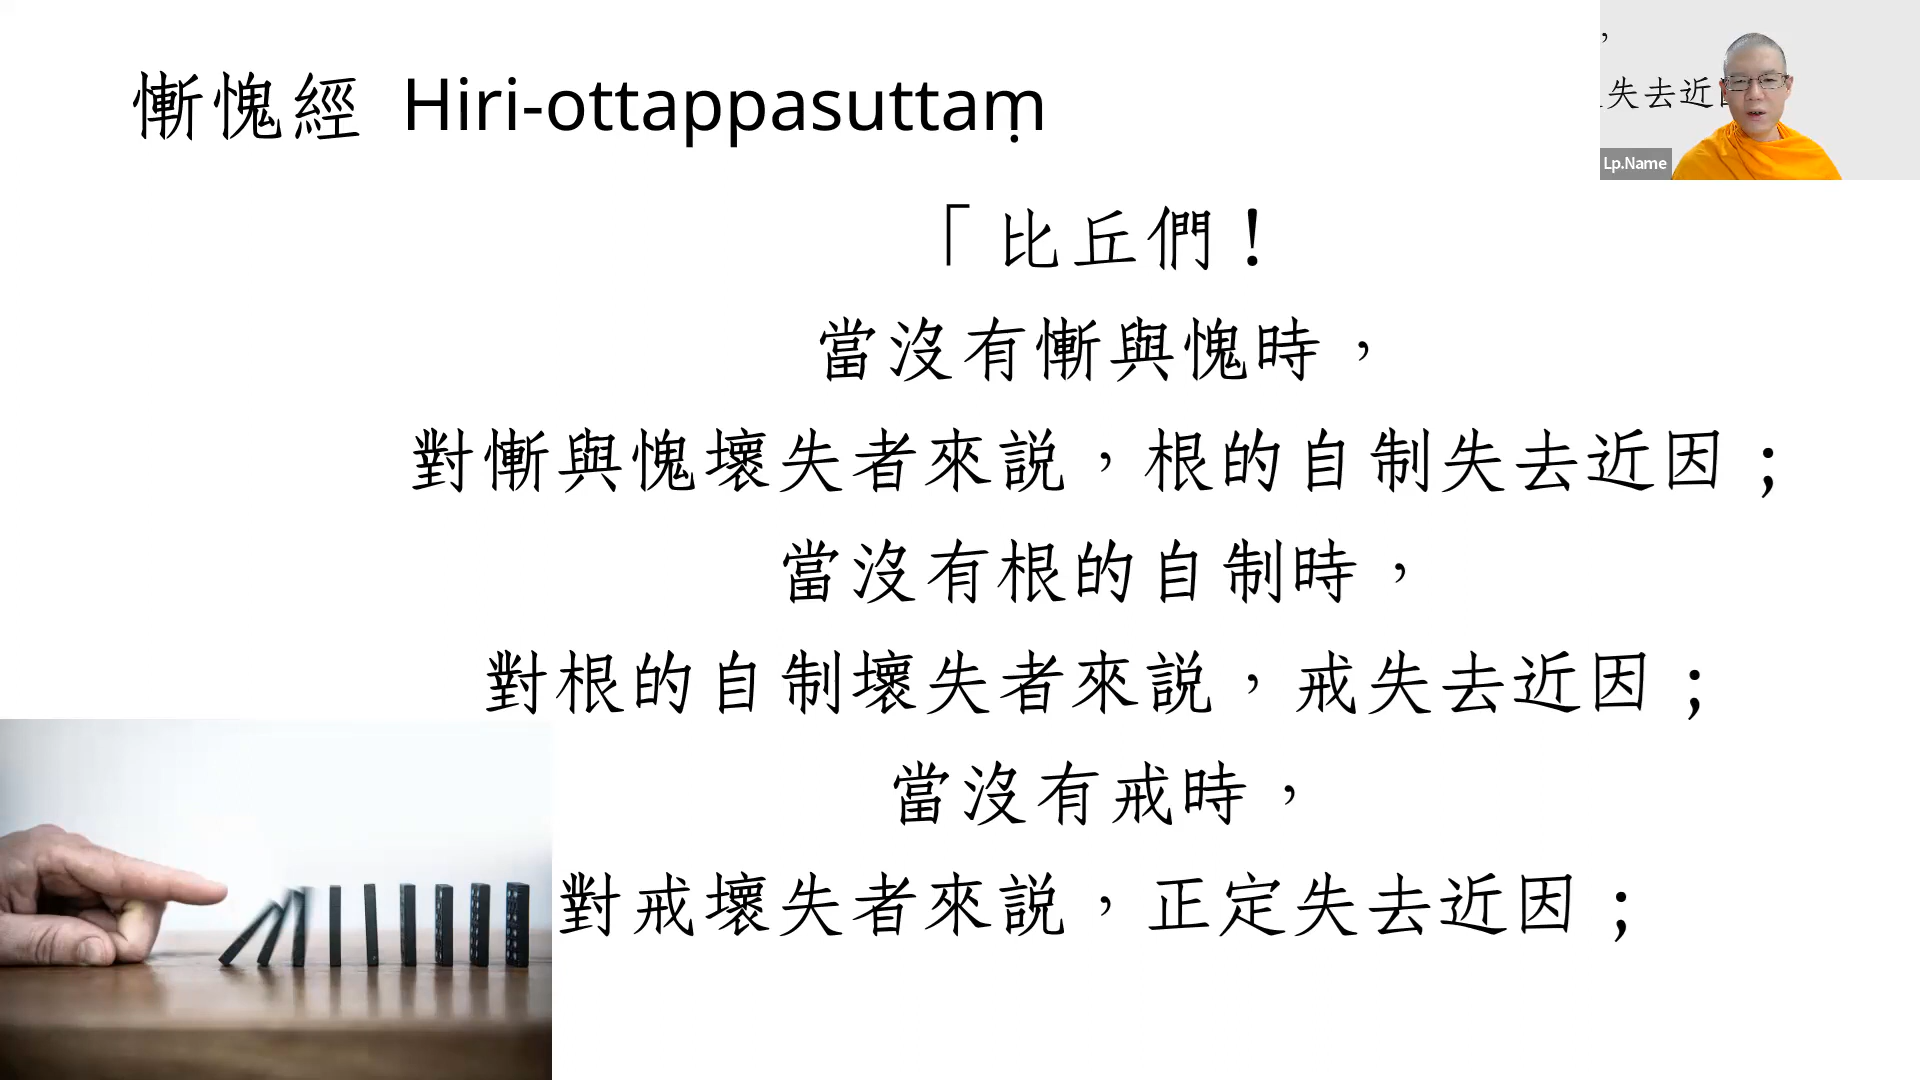 慚愧經 Hiri-ottappasuttaṃ
「比丘們！
當沒有慚與愧時，
對慚與愧壞失者來説，根的自制失去近因；
當沒有根的自制時，
對根的自制壞失者來説，戒失去近因；
當沒有戒時，
對戒壞失者來説，正定失去近因；
，
失去近
Lp.Name